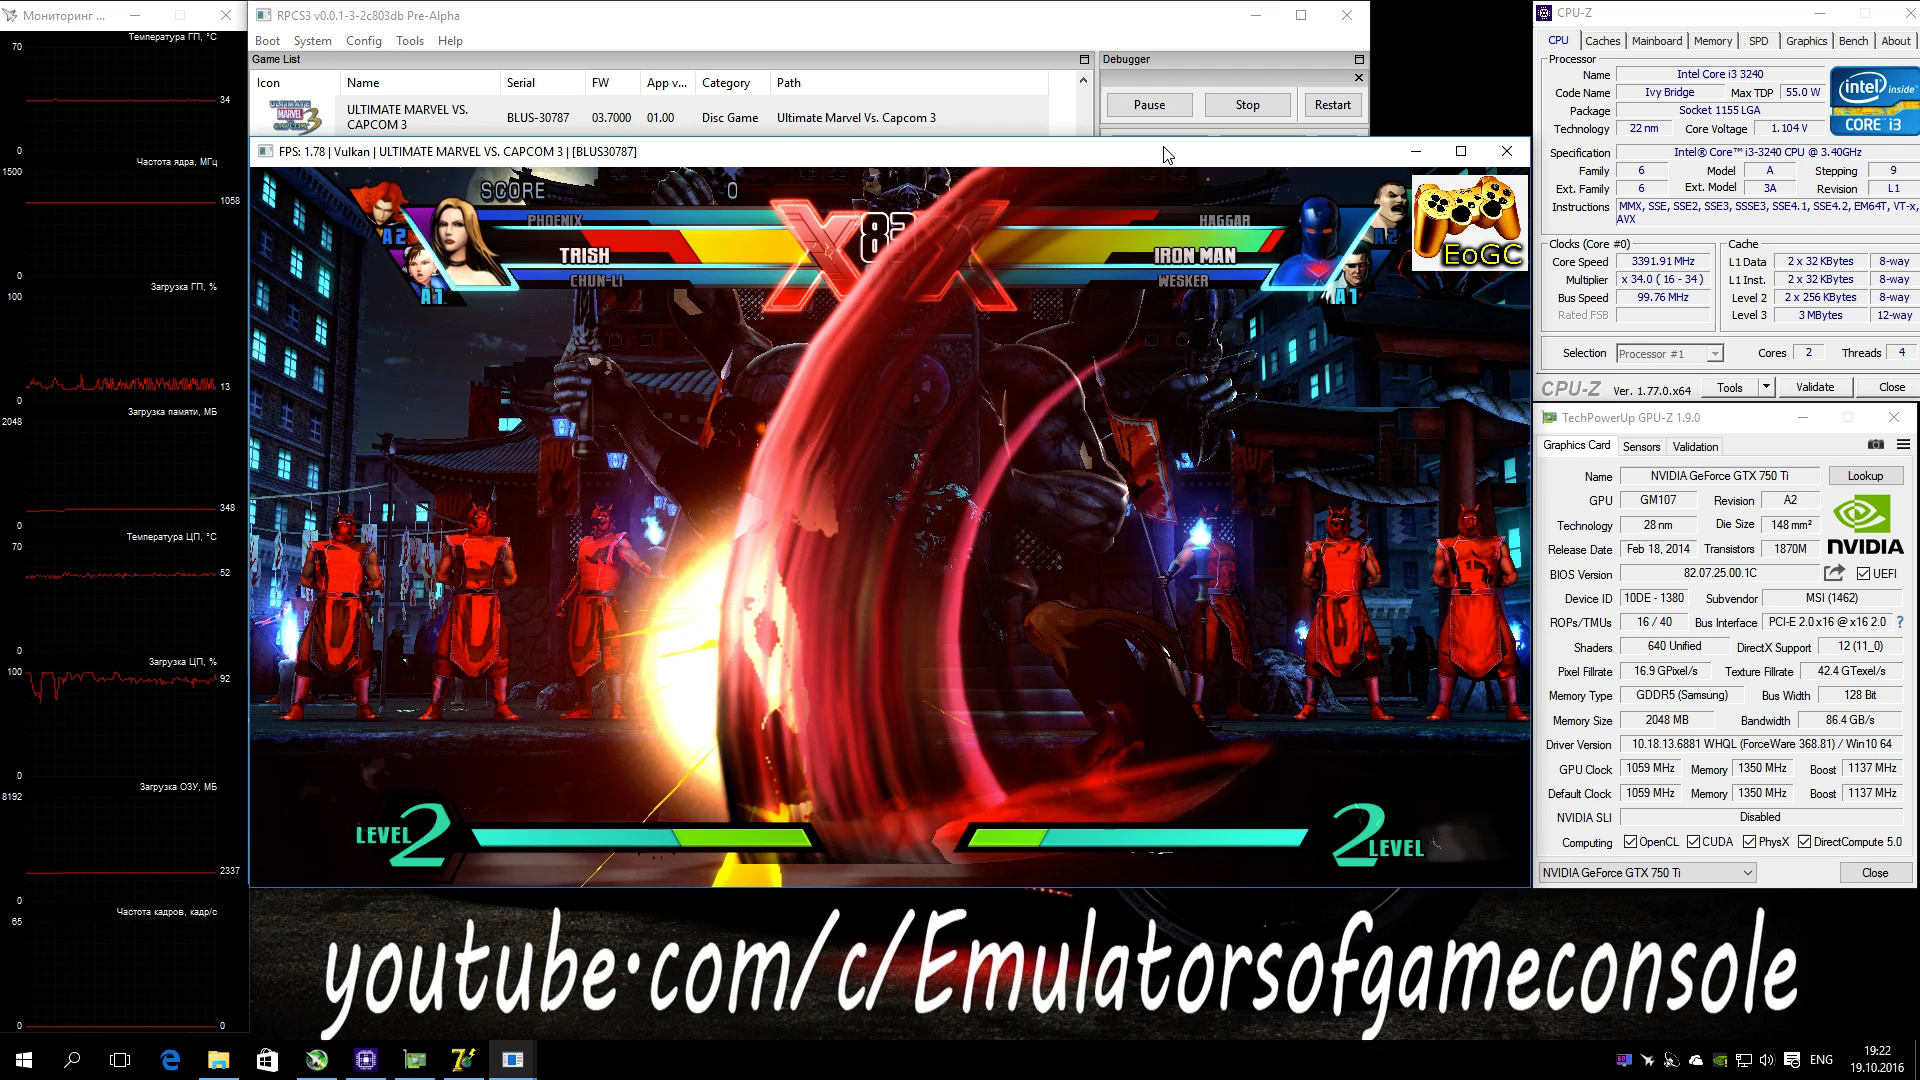 Мониторинг ...
Температура ГП, °C
70
34
0
Частота ядра, МГц
1500
1058
0
Загрузка ГП, %
100
13
0
Загрузка памяти, МБ
2048
348
0
Температура ЦП, °C
70
52
0
Загрузка ЦП, %
100
92
0
Загрузка ОЗУ, МБ
8192
2337
0
Частота кадров, кадр/с
65
0
0
RPCS3 v0.0.1-3-2c803db Pre-Alpha
Boot System Config Tools Help
Game List
Icon Name Serial FW App v... Category Path
ULTIMATE MARVEL VS. CAPCOM 3
ULTIMATE MARVEL VS.
CAPCOM 3
BLUS-30787 03.7000 01.00 Disc Game Ultimate Marvel Vs. Capcom 3
Debugger
Pause Stop Restart
FPS: 1.78 | Vulkan | ULTIMATE MARVEL VS. CAPCOM 3 | [BLUS30787]
SCORE 0
PHOENIX
TRISH
CHUN-LI
A2
A1
83
HAGGAR
IRON MAN
WESKER
A2
A1
EoGC
LEVEL 2
2 LEVEL
CPU-Z
CPU Caches Mainboard Memory SPD Graphics Bench About
Processor
Name Intel Core i3 3240
Code Name Ivy Bridge Max TDP 55.0 W
Package Socket 1155 LGA
Technology 22 nm Core Voltage 1.104 V
intel inside™
CORE i3
Specification Intel® Core™ i3-3240 CPU @ 3.40GHz
Family 6 Model A Stepping 9
Ext. Family 6 Ext. Model 3A Revision L1
Instructions MMX, SSE, SSE2, SSE3, SSSE3, SSE4.1, SSE4.2, EM64T, VT-x,
AVX
Clocks (Core #0)
Core Speed 3391.91 MHz
Multiplier x 34.0 ( 16 - 34 )
Bus Speed 99.76 MHz
Rated FSB
Cache
L1 Data 2 x 32 KBytes 8-way
L1 Inst. 2 x 32 KBytes 8-way
Level 2 2 x 256 KBytes 8-way
Level 3 3 MBytes 12-way
Selection Processor #1 Cores 2 Threads 4
CPU-Z Ver. 1.77.0.x64 Tools Validate Close
TechPowerUp GPU-Z 1.9.0
Graphics Card Sensors Validation
Name NVIDIA GeForce GTX 750 Ti Lookup
GPU GM107 Revision A2
Technology 28 nm Die Size 148 mm²
Release Date Feb 18, 2014 Transistors 1870M
NVIDIA
BIOS Version 82.07.25.00.1C UEFI
Device ID 10DE - 1380 Subvendor MSI (1462)
ROPs/TMUs 16 / 40 Bus Interface PCI-E 2.0 x16 @ x16 2.0 ?
Shaders 640 Unified DirectX Support 12 (11_0)
Pixel Fillrate 16.9 GPixel/s Texture Fillrate 42.4 GTexel/s
Memory Type GDDR5 (Samsung) Bus Width 128 Bit
Memory Size 2048 MB Bandwidth 86.4 GB/s
Driver Version 10.18.13.6881 WHQL (ForceWare 368.81) / Win10 64
GPU Clock 1059 MHz Memory 1350 MHz Boost 1137 MHz
Default Clock 1059 MHz Memory 1350 MHz Boost 1137 MHz
NVIDIA SLI Disabled
Computing OpenCL CUDA PhysX DirectCompute 5.0
NVIDIA GeForce GTX 750 Ti Close
youtube.com/c/Emulatorsofgameconsole
ENG
19:22
19.10.2016